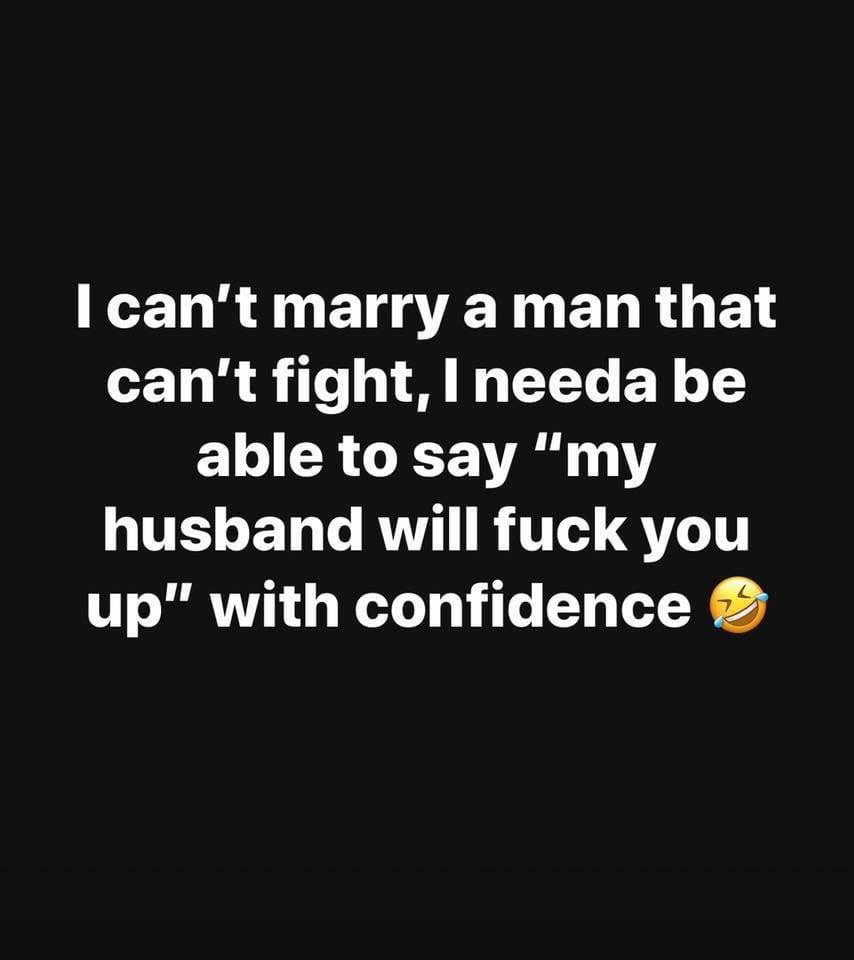 I can’t marry a man that
can’t fight, I needa be
able to say “my
husband will fuck you
up” with confidence 🤣